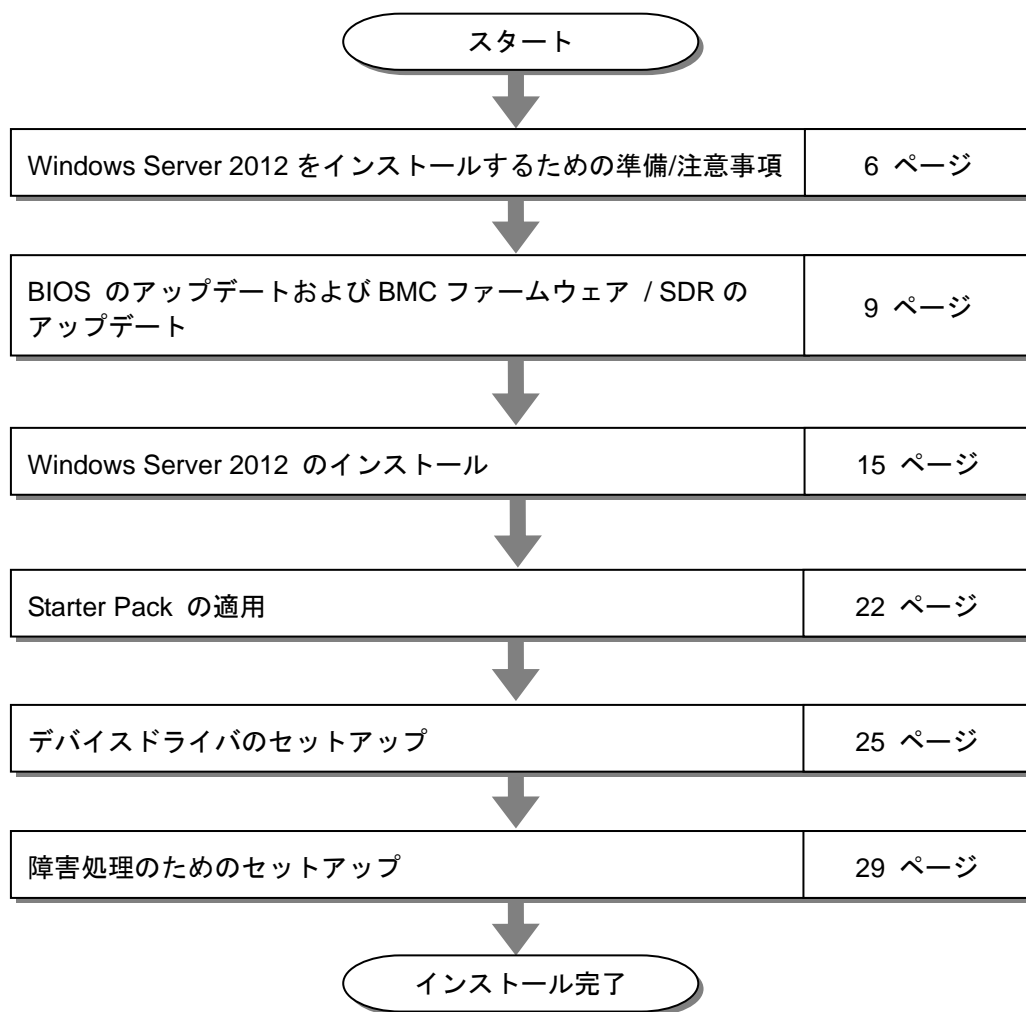 スタート
Windows Server 2012 をインストールするための準備/注意事項 6 ページ
BIOS のアップデートおよび BMC ファームウェア / SDR の
アップデート 9 ページ
Windows Server 2012 のインストール 15 ページ
Starter Pack の適用 22 ページ
デバイスドライバのセットアップ 25 ページ
障害処理のためのセットアップ 29 ページ
インストール完了